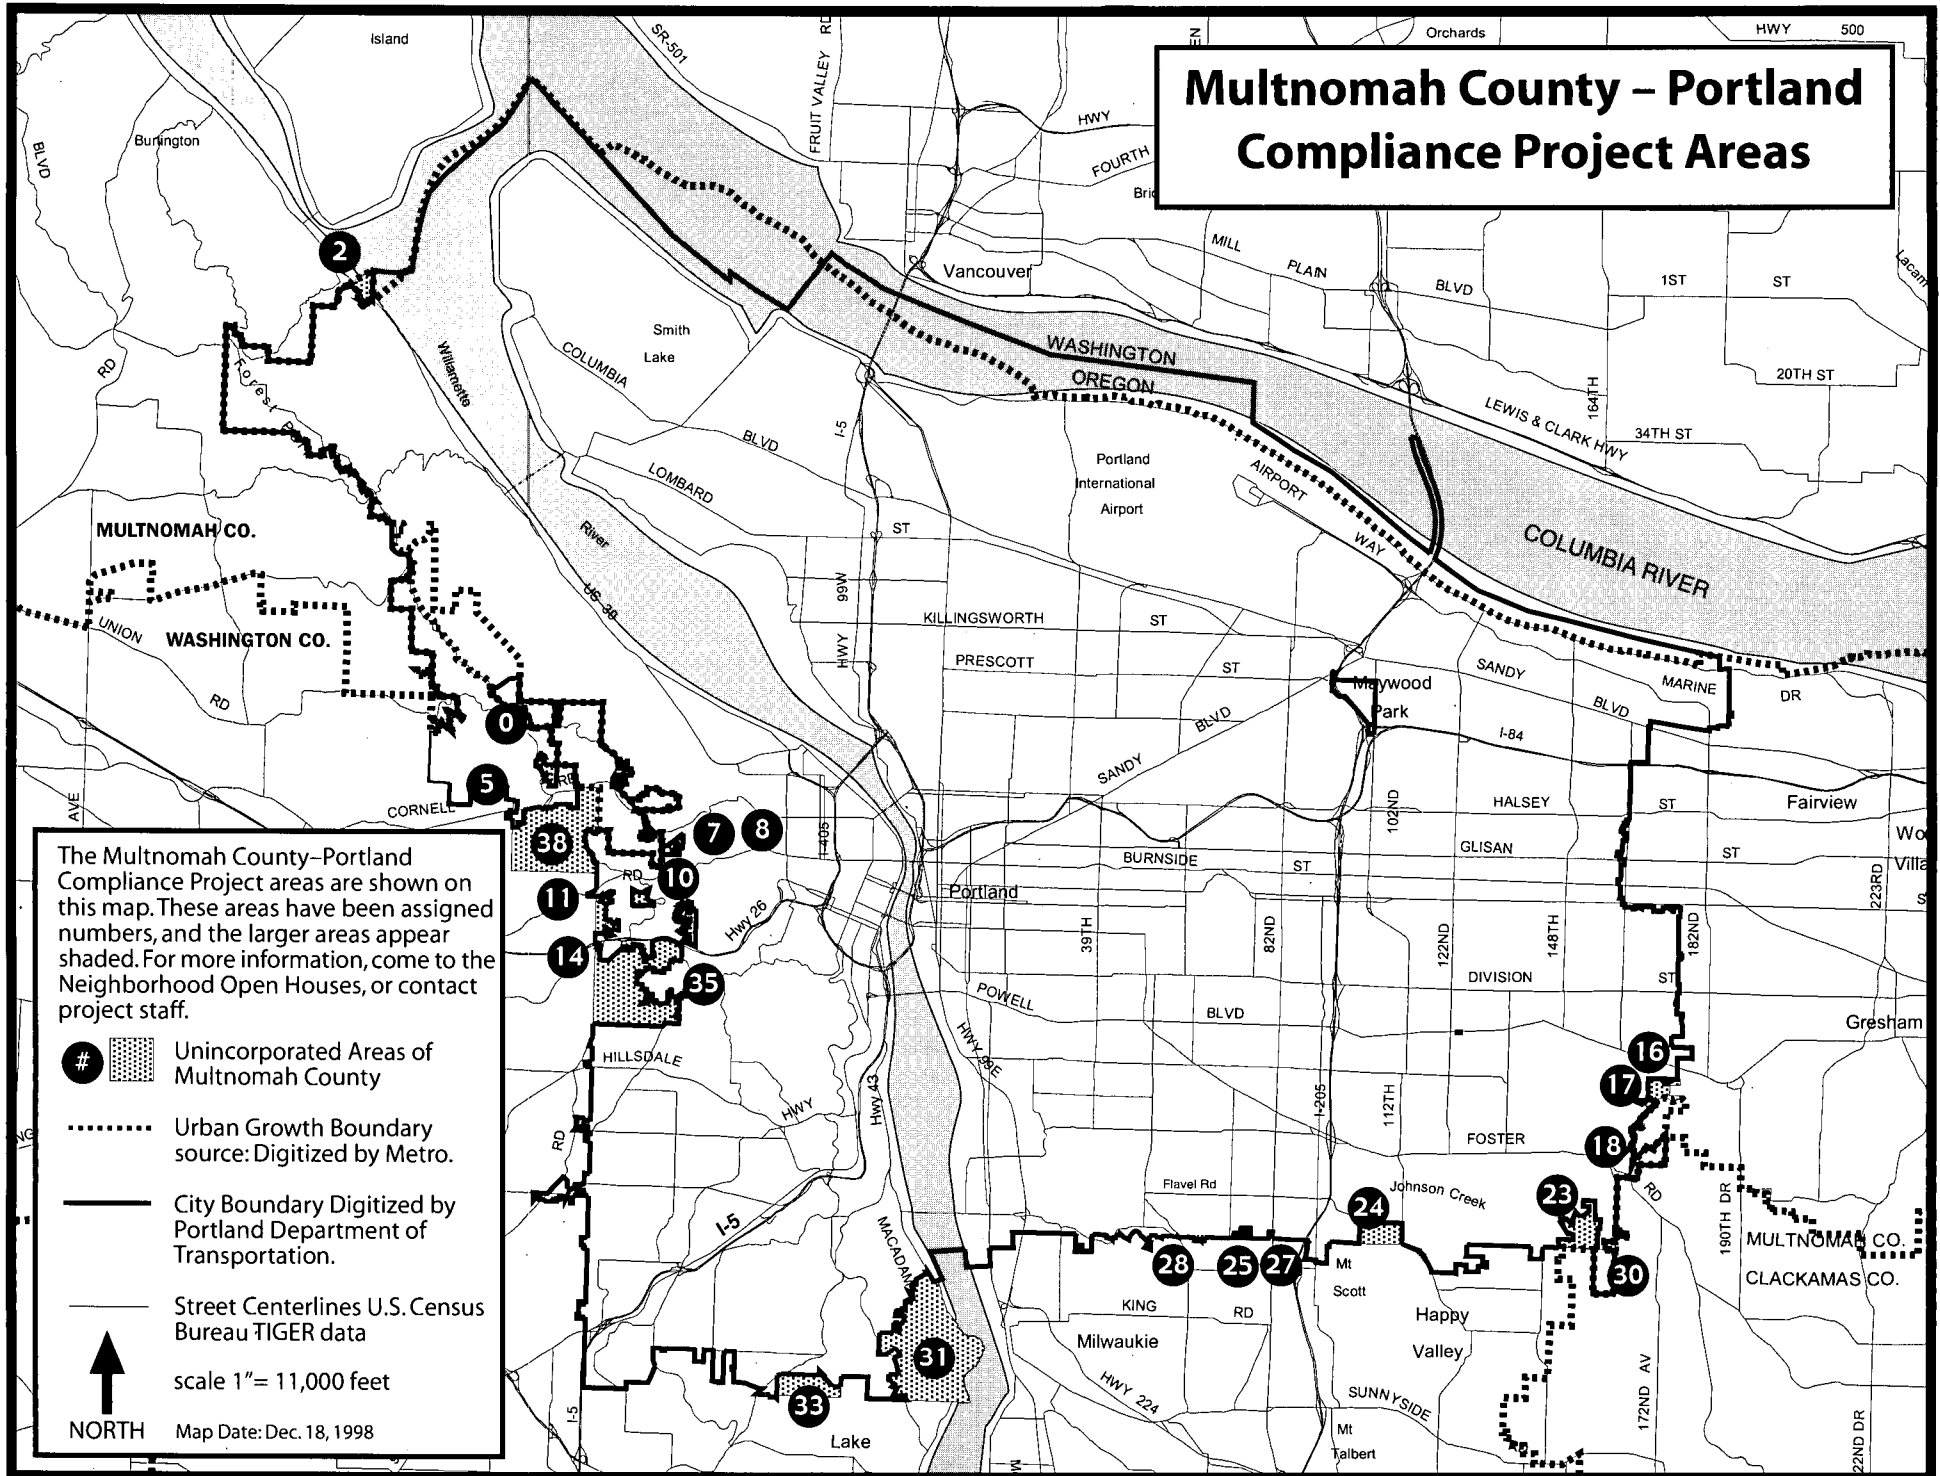 Multnomah County – Portland
Compliance Project Areas
Island
SR-501
FRUIT VALLEY RD
Orchards
HWY 500
HWY
FOURTH
Burlington
BLVD
MILL
PLAIN
BLVD
1ST ST
Vancouver
2
Smith
Lake
COLUMBIA
BLVD
WASHINGTON
OREGON
20TH ST
164TH
LEWIS & CLARK HWY
34TH ST
RD
Forest
Willamette
I-5
LOMBARD
ST
Portland
International
Airport
AIRPORT
WAY
COLUMBIA RIVER
MULTNOMAH CO.
WASHINGTON CO.
UNION
RD
River
US 30
99W
HWY
KILLINGSWORTH ST
PRESCOTT ST
SANDY
BLVD
MARINE
DR
Maywood
Park
I-84
SANDY
BLVD
0
5
CORNELL
AVE
38
7
8
10
11
RD
14
35
I-405
Hwy 26
Portland
BURNSIDE ST
102ND
HALSEY ST
Fairview
GLISAN
ST
223RD
39TH
82ND
122ND
148TH
182ND
DIVISION ST
POWELL
BLVD
Gresham
HWY 99E
Hwy 43
HILLSDALE
HWY
RD
I-205
112TH
FOSTER
RD
16
17
18
23
24
Flavel Rd
Johnson Creek
190TH DR
MULTNOMAH CO.
CLACKAMAS CO.
28
25
27
30
Mt
Scott
I-5
MACADAM
31
33
KING RD
Milwaukie
Happy
Valley
HWY 224
SUNNYSIDE
172ND AV
Mt
Talbert
Lake
I-5
22ND DR
The Multnomah County–Portland
Compliance Project areas are shown on
this map. These areas have been assigned
numbers, and the larger areas appear
shaded. For more information, come to the
Neighborhood Open Houses, or contact
project staff.
#
Unincorporated Areas of
Multnomah County
Urban Growth Boundary
source: Digitized by Metro.
City Boundary Digitized by
Portland Department of
Transportation.
Street Centerlines U.S. Census
Bureau TIGER data
scale 1"= 11,000 feet
NORTH
Map Date: Dec. 18, 1998